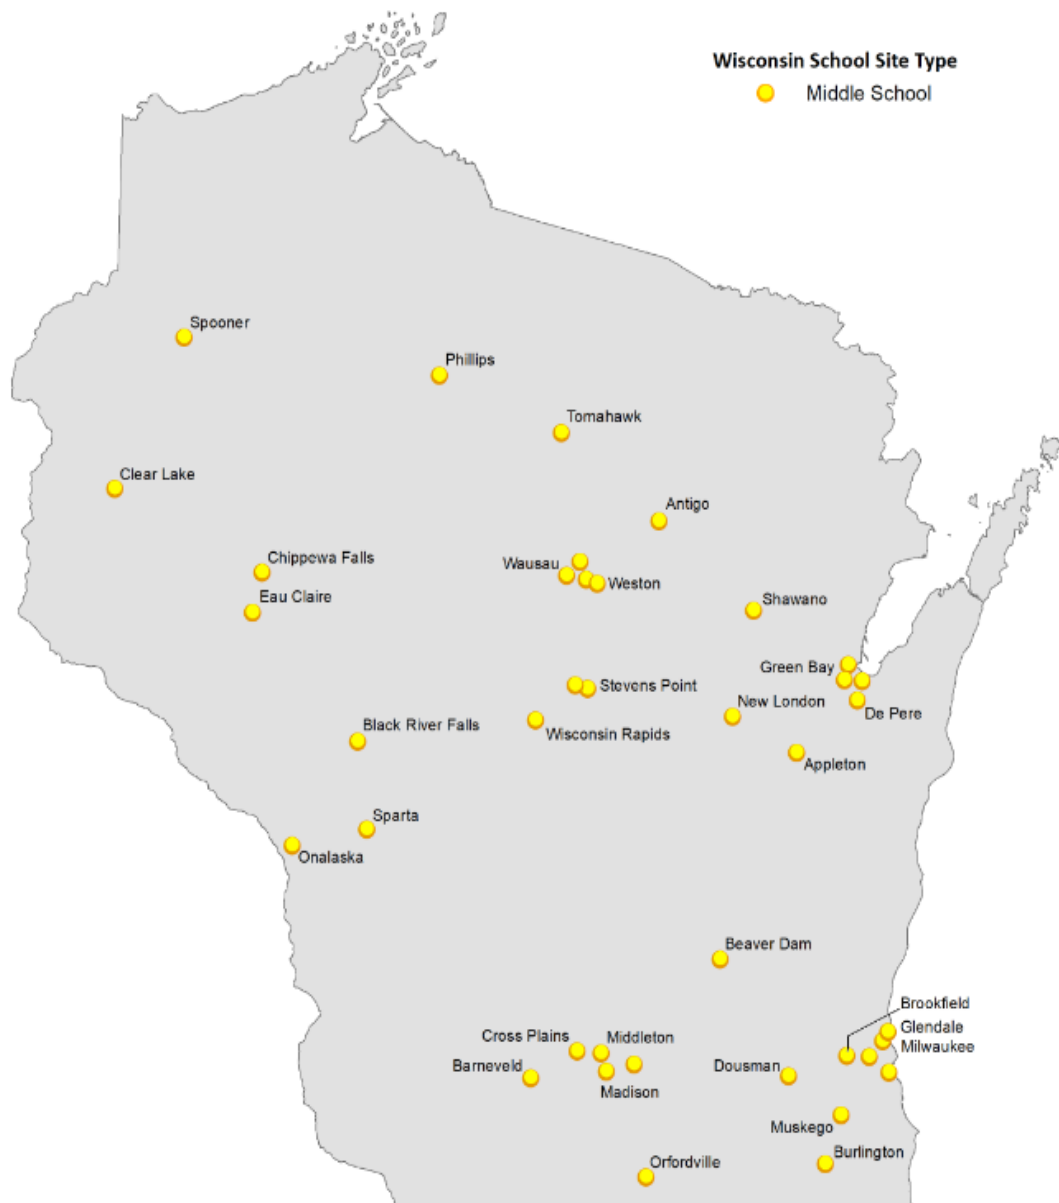 Wisconsin School Site Type
Middle School
Spooner
Phillips
Tomahawk
Clear Lake
Antigo
Chippewa Falls
Wausau
Weston
Eau Claire
Shawano
Green Bay
Stevens Point
New London
De Pere
Black River Falls
Wisconsin Rapids
Appleton
Sparta
Onalaska
Beaver Dam
Brookfield
Glendale
Cross Plains
Middleton
Milwaukee
Barneveld
Dousman
Madison
Muskego
Burlington
Orfordville